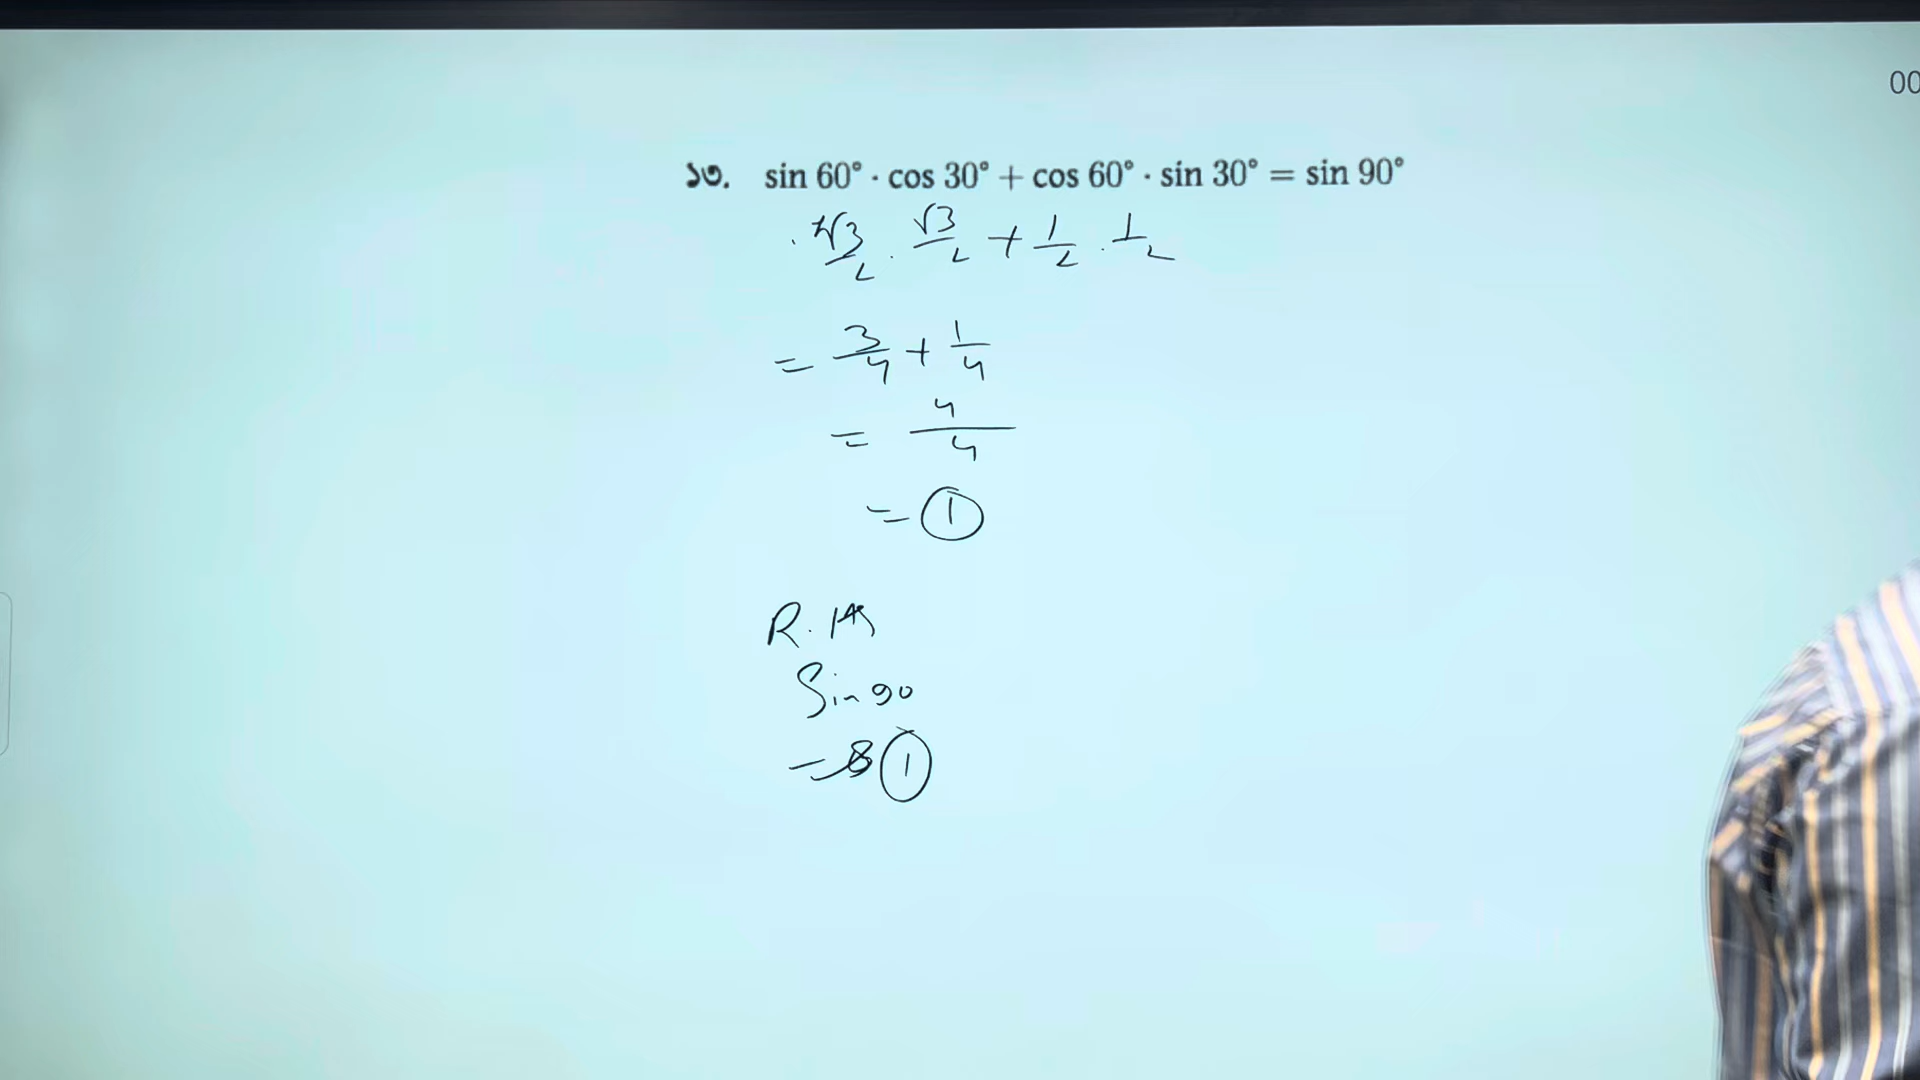 00
১৩. sin 60° · cos 30° + cos 60° · sin 30° = sin 90°
√3/2 · √3/2 + 1/2 · 1/2
= 3/4 + 1/4
= 4/4
= 1
Sin 90
= 1